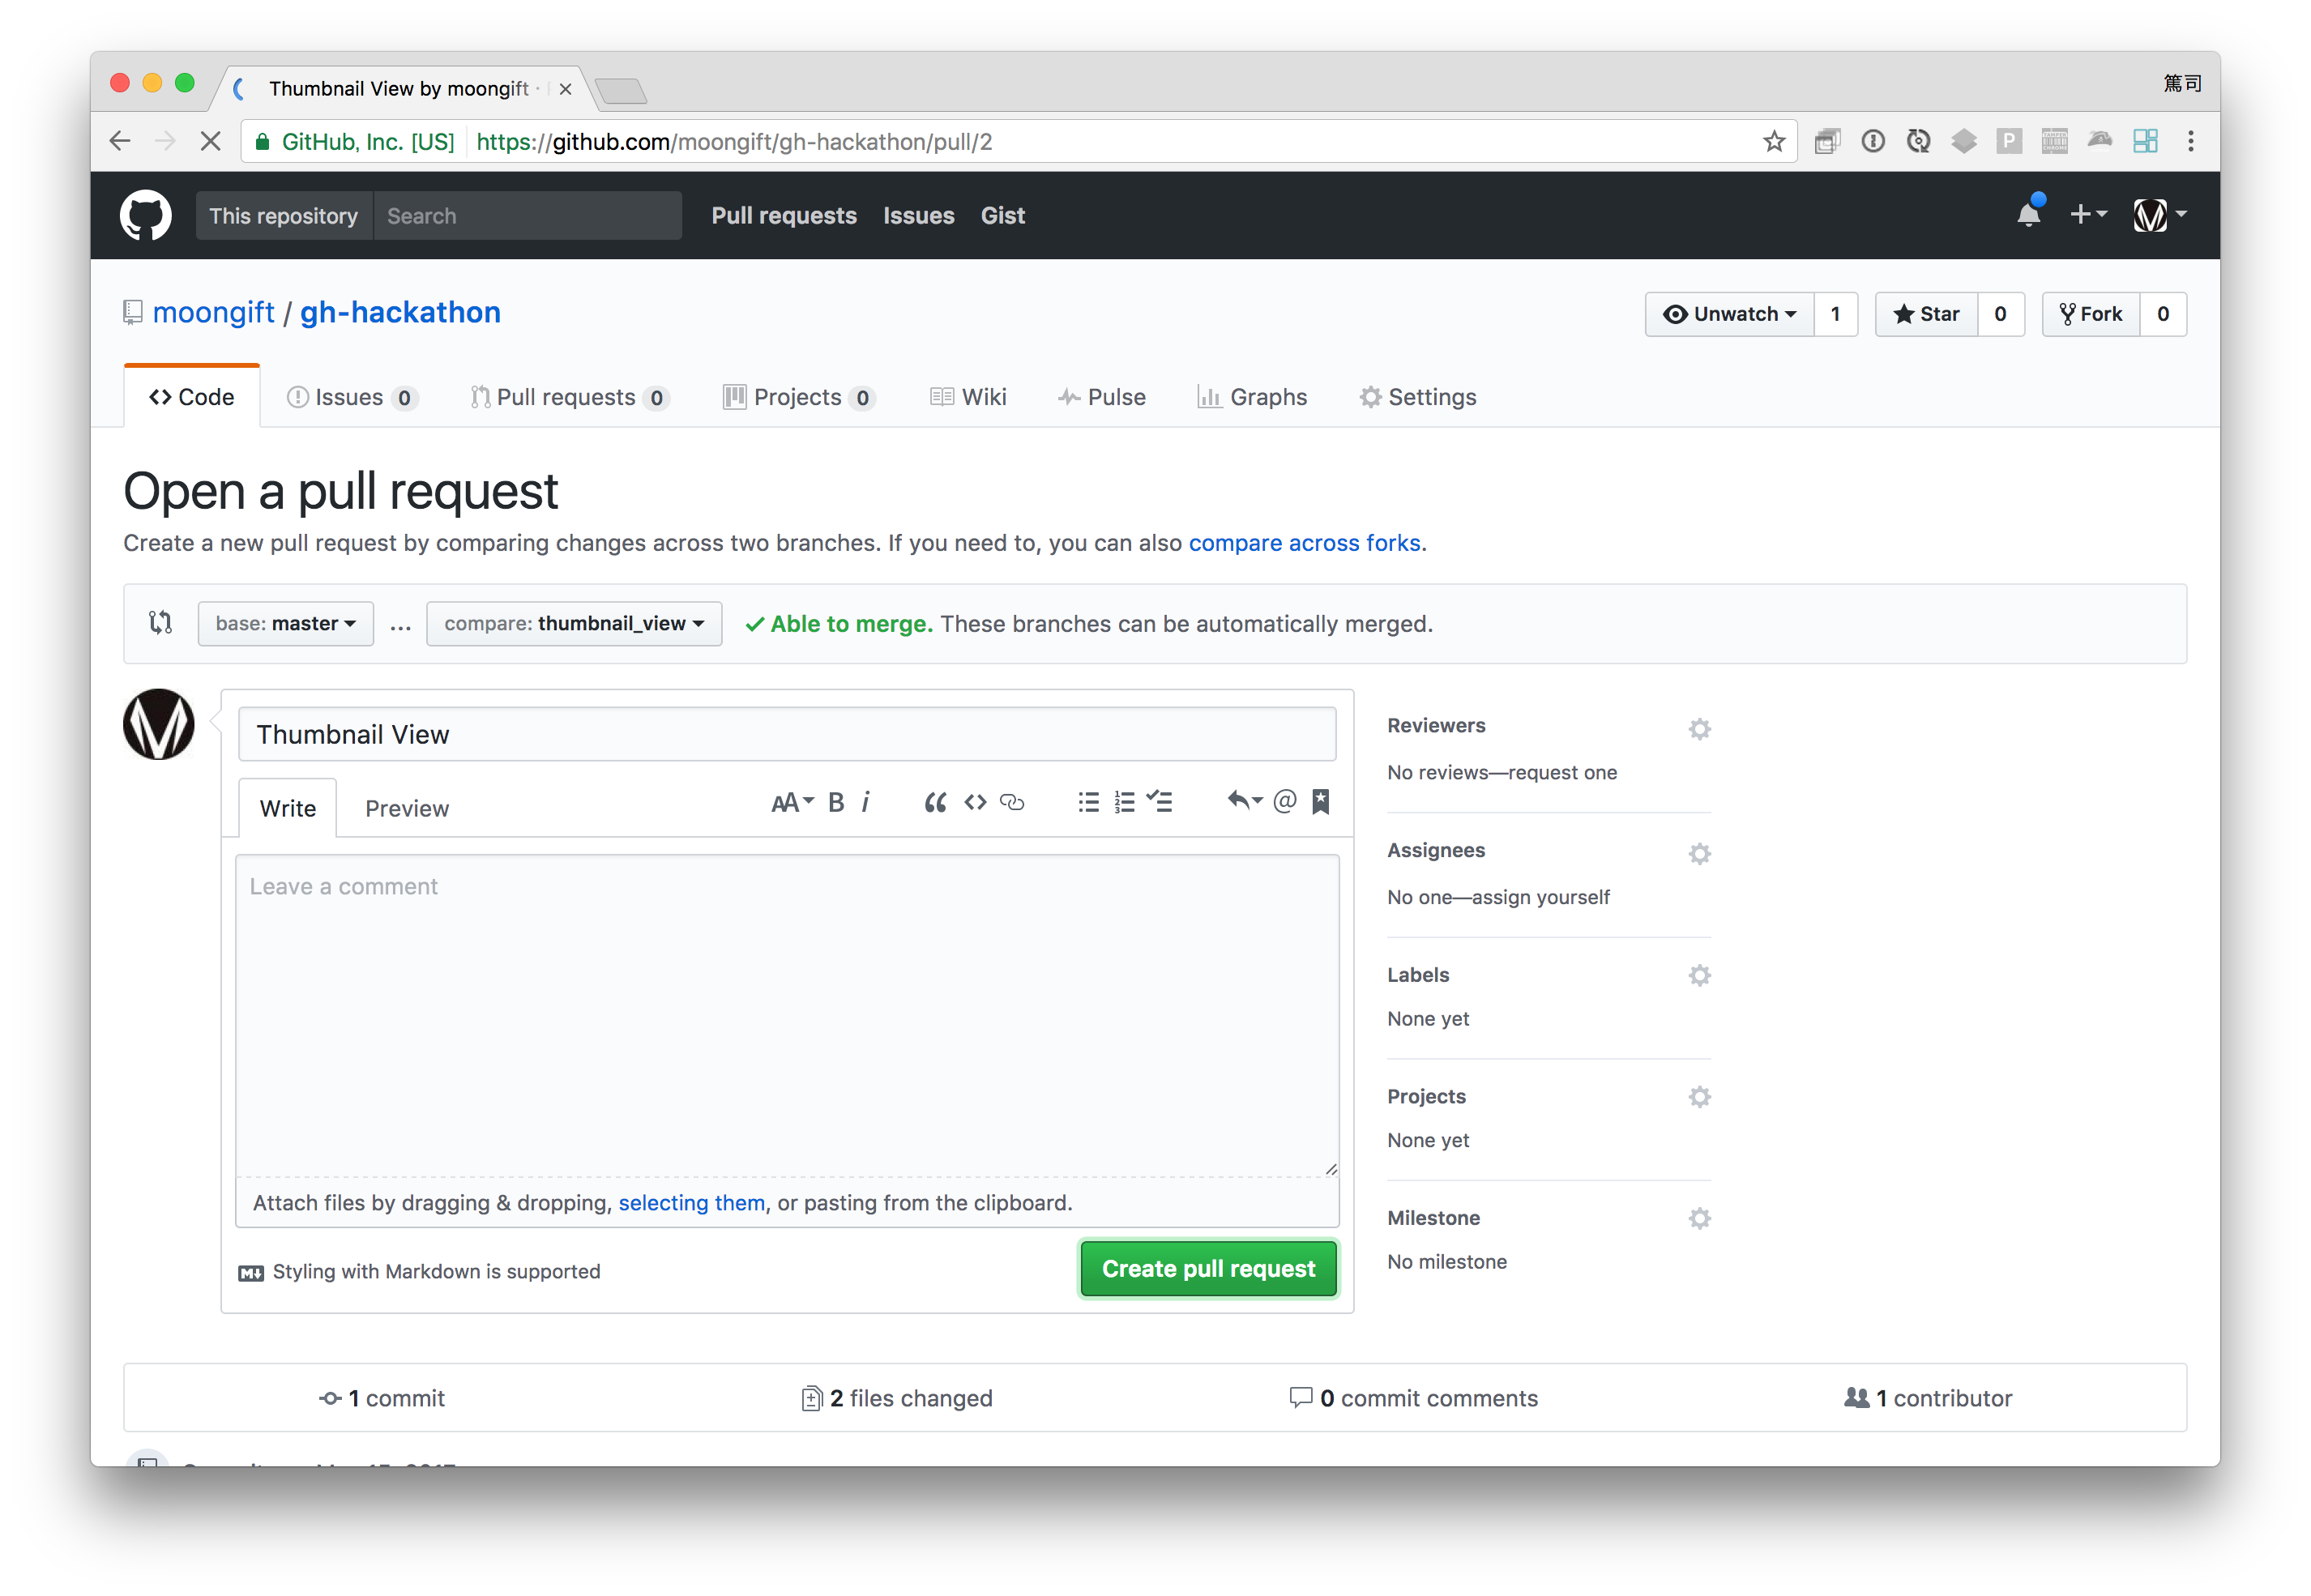 Thumbnail View by moongift ·
篤司
GitHub, Inc. [US] https://github.com/moongift/gh-hackathon/pull/2
This repository Search Pull requests Issues Gist
moongift / gh-hackathon
Unwatch 1 Star 0 Fork 0
Code Issues 0 Pull requests 0 Projects 0 Wiki Pulse Graphs Settings
Open a pull request
Create a new pull request by comparing changes across two branches. If you need to, you can also compare across forks.
base: master ... compare: thumbnail_view Able to merge. These branches can be automatically merged.
Thumbnail View
Write Preview AA B i
Leave a comment
Attach files by dragging & dropping, selecting them, or pasting from the clipboard.
Styling with Markdown is supported
Create pull request
Reviewers
No reviews—request one
Assignees
No one—assign yourself
Labels
None yet
Projects
None yet
Milestone
No milestone
1 commit 2 files changed 0 commit comments 1 contributor